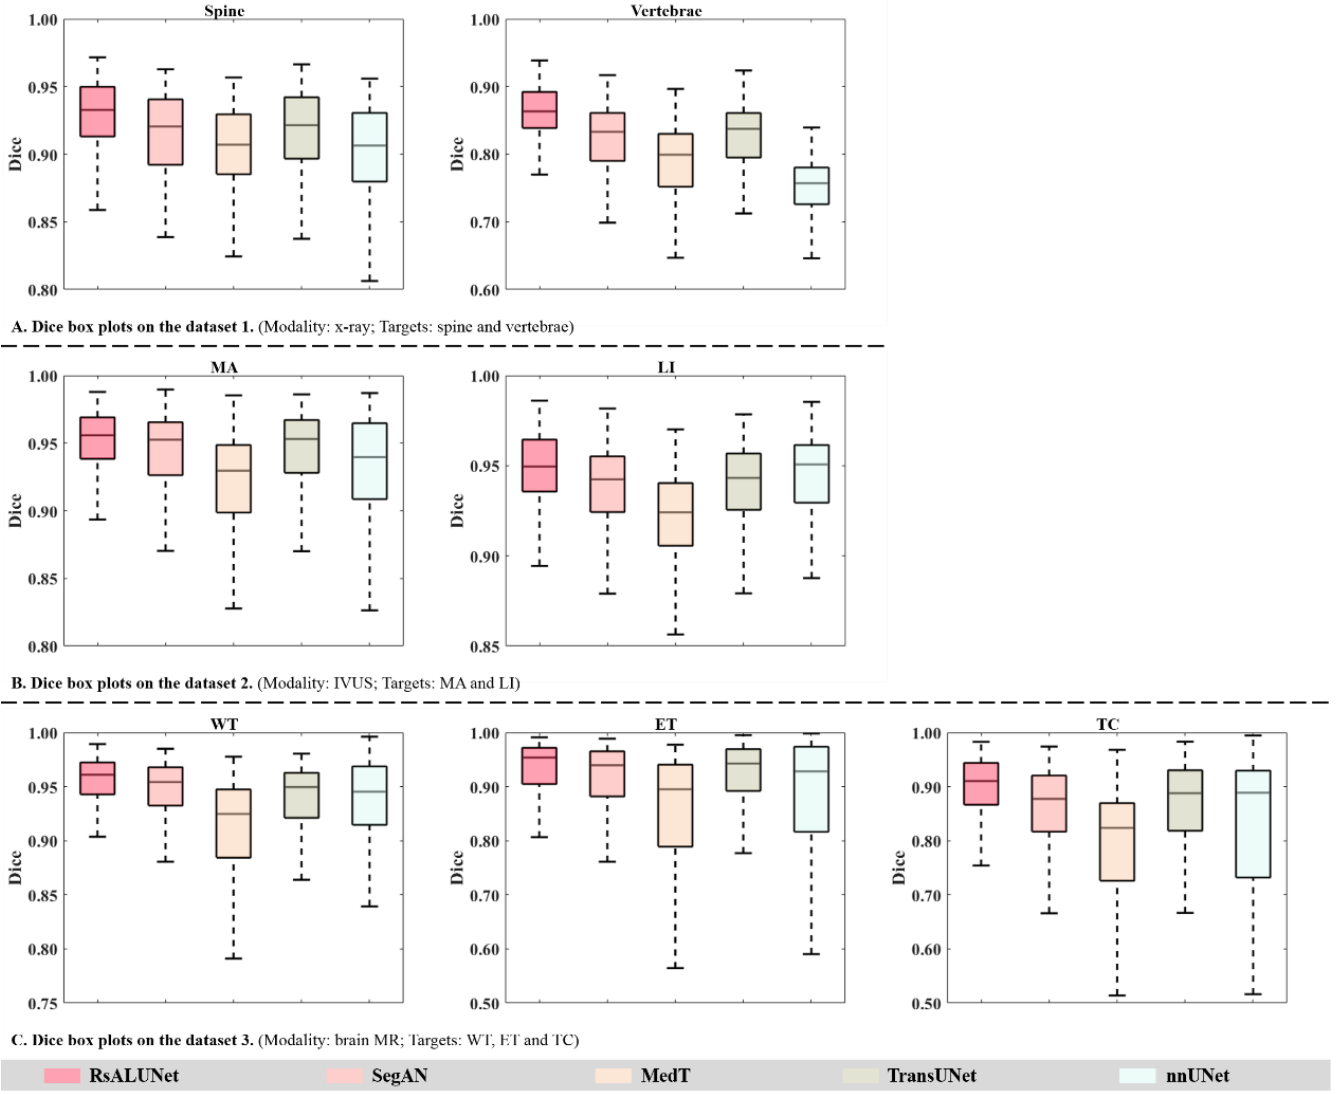 Spine
Vertebrae
1.00
0.95
0.90
0.85
0.80
Dice
1.00
0.90
0.80
0.70
0.60
Dice
A. Dice box plots on the dataset 1. (Modality: x-ray; Targets: spine and vertebrae)
MA
LI
1.00
0.95
0.90
0.85
0.80
Dice
1.00
0.95
0.90
0.85
Dice
B. Dice box plots on the dataset 2. (Modality: IVUS; Targets: MA and LI)
WT
ET
TC
1.00
0.95
0.90
0.85
0.80
0.75
Dice
1.00
0.90
0.80
0.70
0.60
0.50
Dice
1.00
0.90
0.80
0.70
0.60
0.50
Dice
C. Dice box plots on the dataset 3. (Modality: brain MR; Targets: WT, ET and TC)
RsALUNet SegAN MedT TransUNet nnUNet